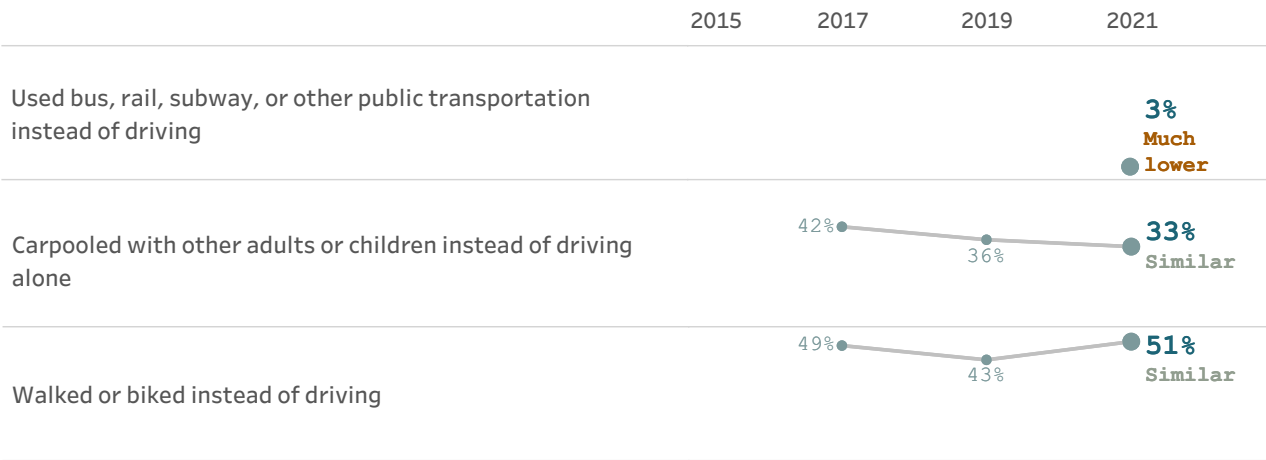 2015 2017 2019 2021
Used bus, rail, subway, or other public transportation
instead of driving
3%
Much
lower
Carpooled with other adults or children instead of driving
alone
42%
36%
33%
Similar
Walked or biked instead of driving
49%
43%
51%
Similar